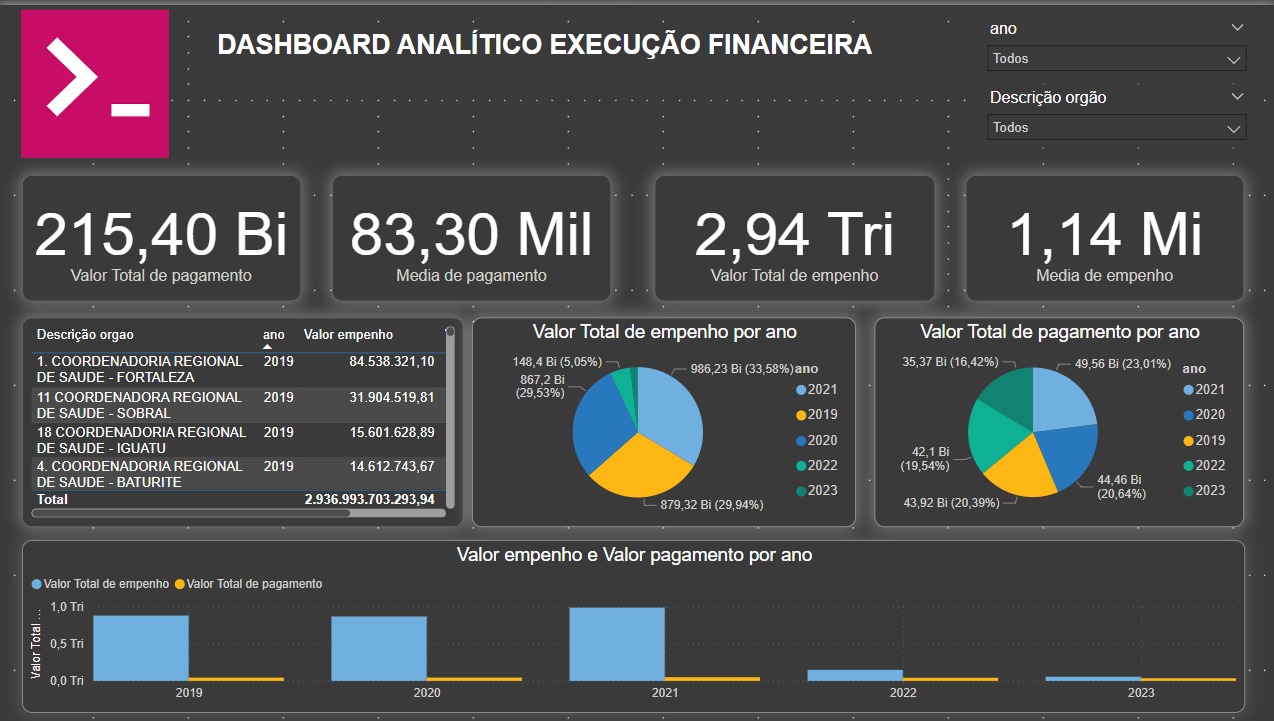 DASHBOARD ANALÍTICO EXECUÇÃO FINANCEIRA
ano
Todos
Descrição orgão
Todos
215,40 Bi
Valor Total de pagamento
83,30 Mil
Media de pagamento
2,94 Tri
Valor Total de empenho
1,14 Mi
Media de empenho
Descrição orgao ano Valor empenho
1. COORDENADORIA REGIONAL 2019 84.538.321,10
DE SAUDE - FORTALEZA
11 COORDENADORIA REGIONAL 2019 31.904.519,81
DE SAUDE - SOBRAL
18 COORDENADORIA REGIONAL 2019 15.601.628,89
DE SAUDE - IGUATU
4. COORDENADORIA REGIONAL 2019 14.612.743,67
DE SAUDE - BATURITE
Total 2.936.993.703.293,94
Valor Total de empenho por ano
148,4 Bi (5,05%)
867,2 Bi
(29,53%)
986,23 Bi (33,58%)
879,32 Bi (29,94%)
ano
2021
2019
2020
2022
2023
Valor Total de pagamento por ano
35,37 Bi (16,42%)
49,56 Bi (23,01%)
42,1 Bi
(19,54%)
44,46 Bi
(20,64%)
43,92 Bi (20,39%)
ano
2021
2020
2019
2022
2023
Valor empenho e Valor pagamento por ano
Valor Total de empenho Valor Total de pagamento
Valor Total ...
1,0 Tri
0,5 Tri
0,0 Tri
2019 2020 2021 2022 2023